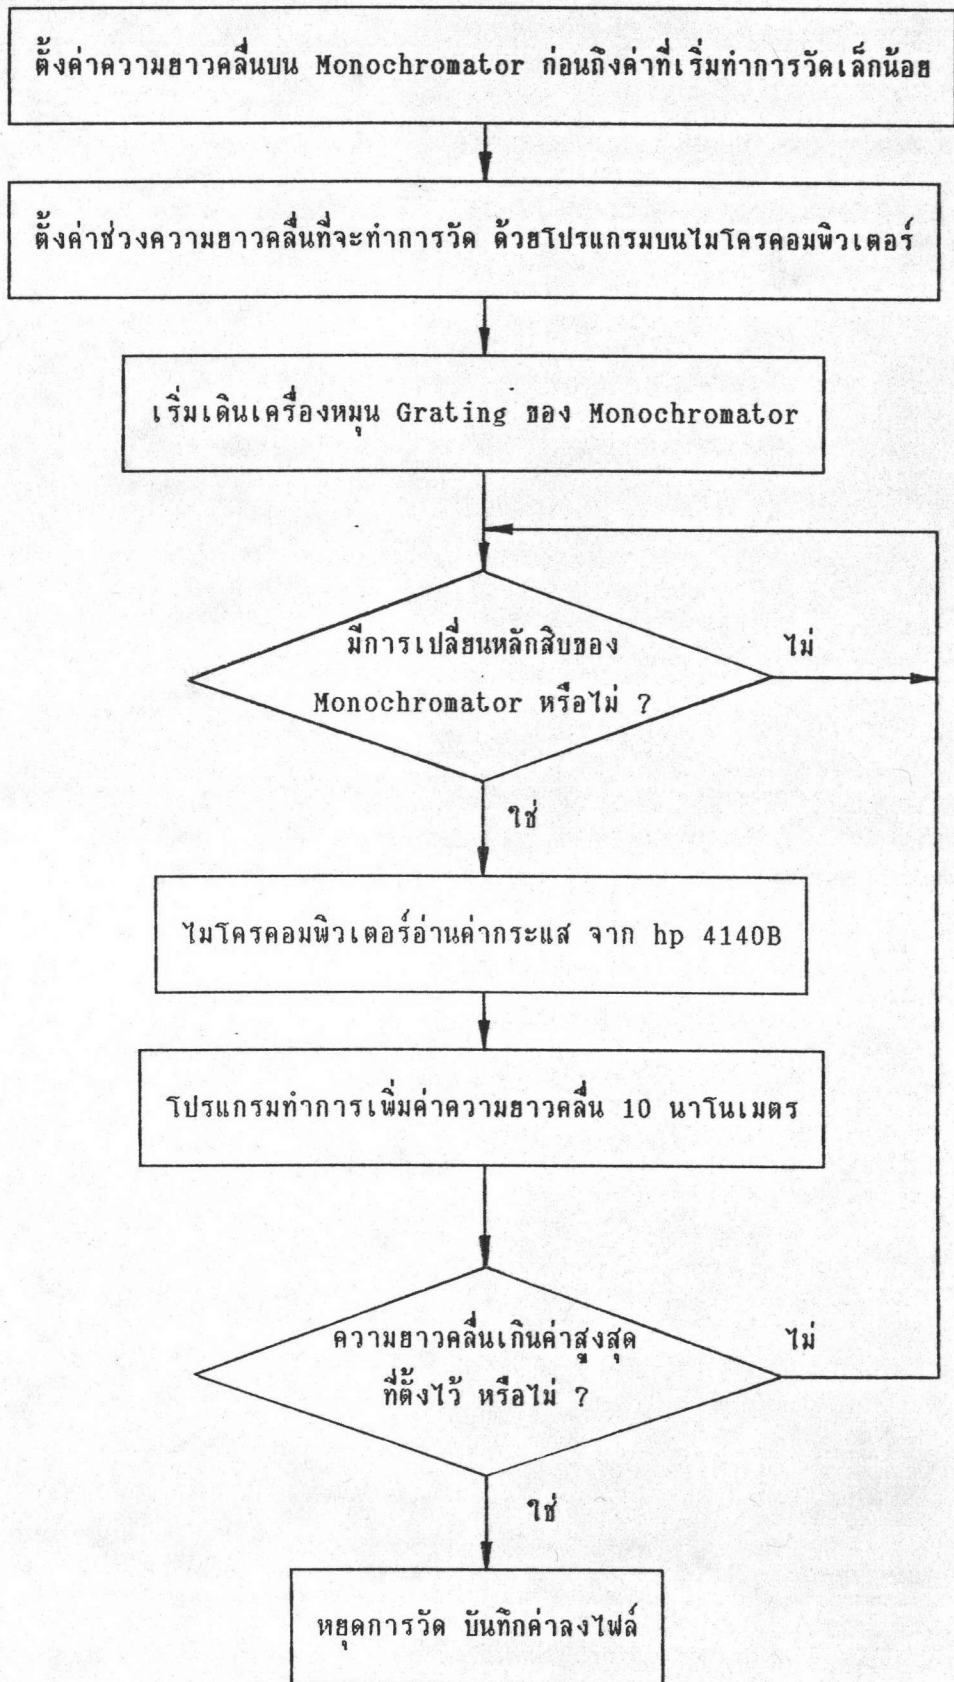 ตั้งค่าความยาวคลื่นบน Monochromator ก่อนถึงค่าที่เริ่มทำการวัดเล็กน้อย
ตั้งค่าช่วงความยาวคลื่นที่จะทำการวัด ด้วยโปรแกรมบนไมโครคอมพิวเตอร์
เริ่มเดินเครื่องหมุน Grating ของ Monochromator
มีการเปลี่ยนหลักสิบของ
ไม่
Monochromator หรือไม่ ?
ใช่
ไมโครคอมพิวเตอร์อ่านค่ากระแส จาก hp 4140B
โปรแกรมทำการเพิ่มค่าความยาวคลื่น 10 นาโนเมตร
ความยาวคลื่นเกินค่าสูงสุด
ไม่
ที่ตั้งไว้ หรือไม่ ?
ใช่
หยุดการวัด บันทึกค่าลงไฟล์